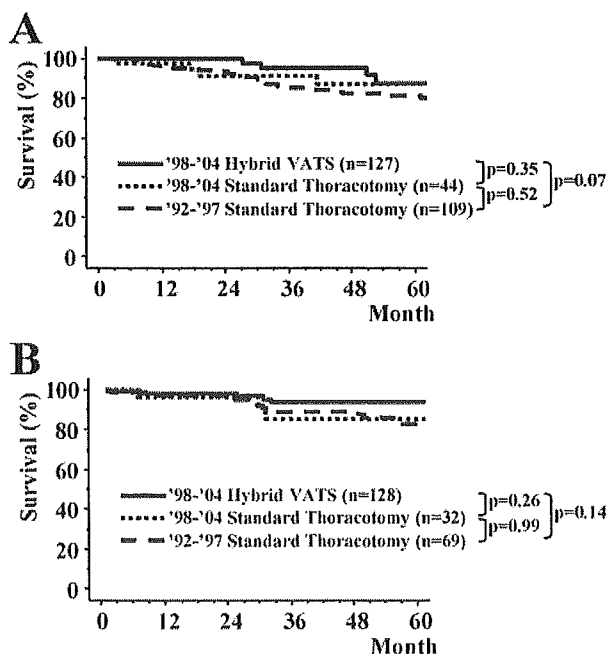 A
Survival (%)
100
80
60
40
20
0
'98-'04 Hybrid VATS (n=127)
'98-'04 Standard Thoracotomy (n=44)
'92-'97 Standard Thoracotomy (n=109)
p=0.35
p=0.52
p=0.07
0 12 24 36 48 60
Month
B
Survival (%)
100
80
60
40
20
0
'98-'04 Hybrid VATS (n=128)
'98-'04 Standard Thoracotomy (n=32)
'92-'97 Standard Thoracotomy (n=69)
p=0.26
p=0.99
p=0.14
0 12 24 36 48 60
Month